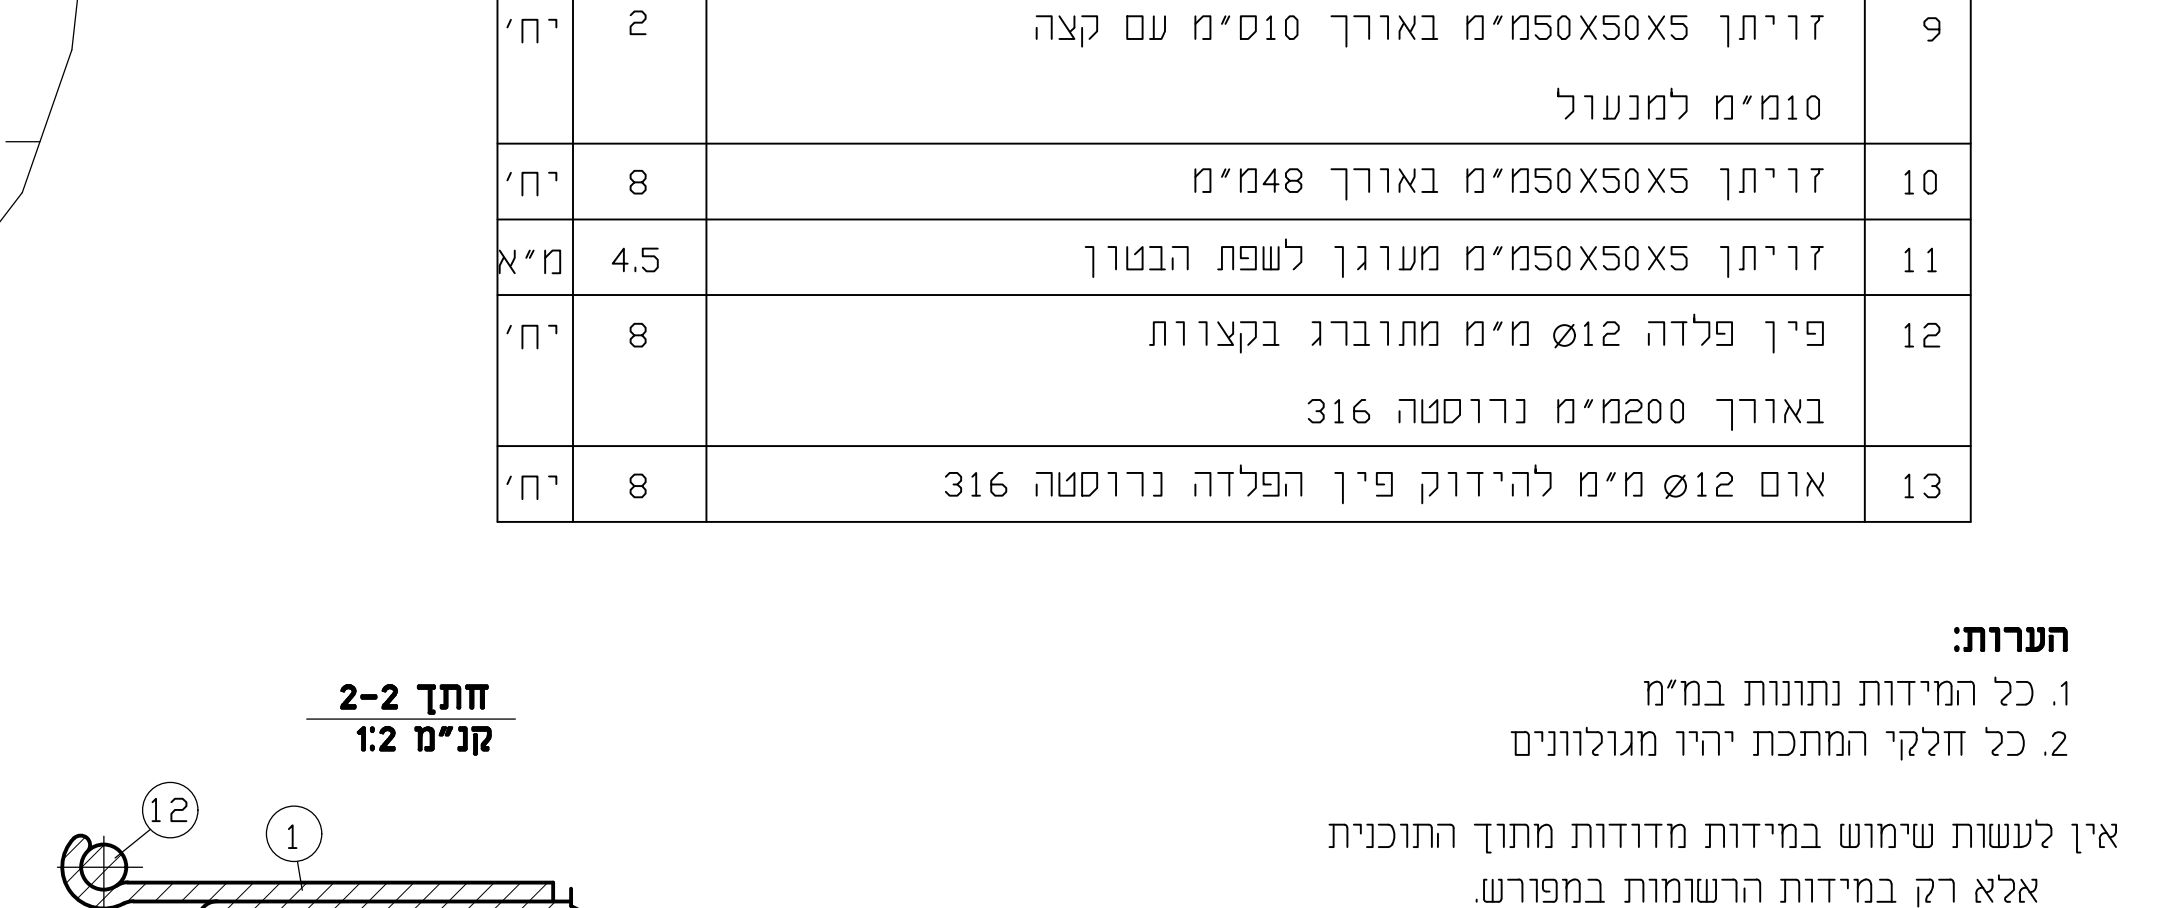 9 זויתן 50X50X5מ"מ באורך 10ס"מ עם קצה 2 יח'
10מ"מ למנעול
10 זויתן 50X50X5מ"מ באורך 48מ"מ 8 יח'
11 זויתן 50X50X5מ"מ מעוגן לשפת הבטון 4.5 מ"א
12 פין פלדה ⌀12 מ"מ מתוברג בקצוות 8 יח'
באורך 200מ"מ נרוסטה 316
13 אום ⌀12 מ"מ להידוק פין הפלדה נרוסטה 316 8 יח'
הערות:
1. כל המידות נתונות במ"מ
2. כל חלקי המתכת יהיו מגולוונים
אין לעשות שימוש במידות מדודות מתוך התוכנית
אלא רק במידות הרשומות במפורש.
חתך 2-2
קנ"מ 1:2
12
1